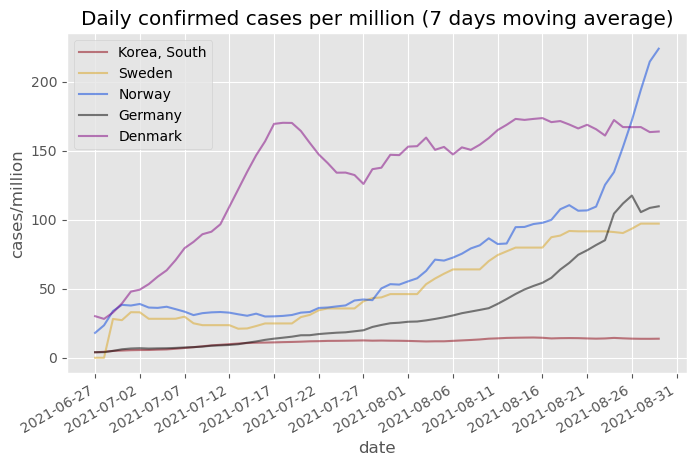 Daily confirmed cases per million (7 days moving average)
Korea, South
Sweden
Norway
Germany
Denmark
cases/million
200
150
100
50
0
2021-06-27
2021-07-02
2021-07-07
2021-07-12
2021-07-17
2021-07-22
2021-07-27
2021-08-01
2021-08-06
2021-08-11
2021-08-16
2021-08-21
2021-08-26
2021-08-31
date